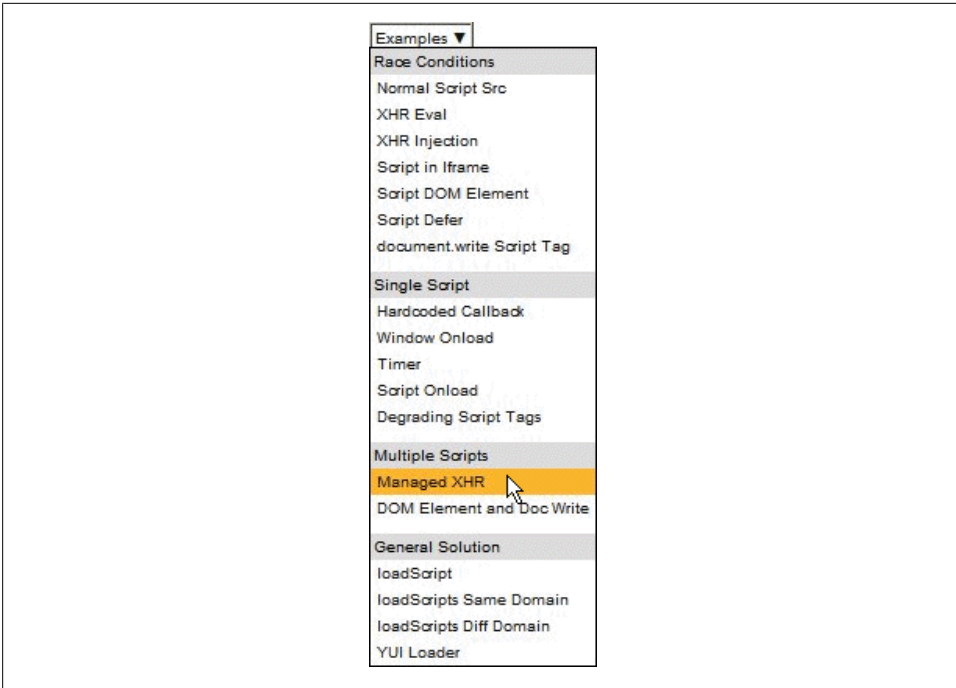 Examples ▼
Race Conditions
Normal Script Src
XHR Eval
XHR Injection
Script in Iframe
Script DOM Element
Script Defer
document.write Script Tag
Single Script
Hardcoded Callback
Window Onload
Timer
Script Onload
Degrading Script Tags
Multiple Scripts
Managed XHR
DOM Element and Doc Write
General Solution
loadScript
loadScripts Same Domain
loadScripts Diff Domain
YUI Loader